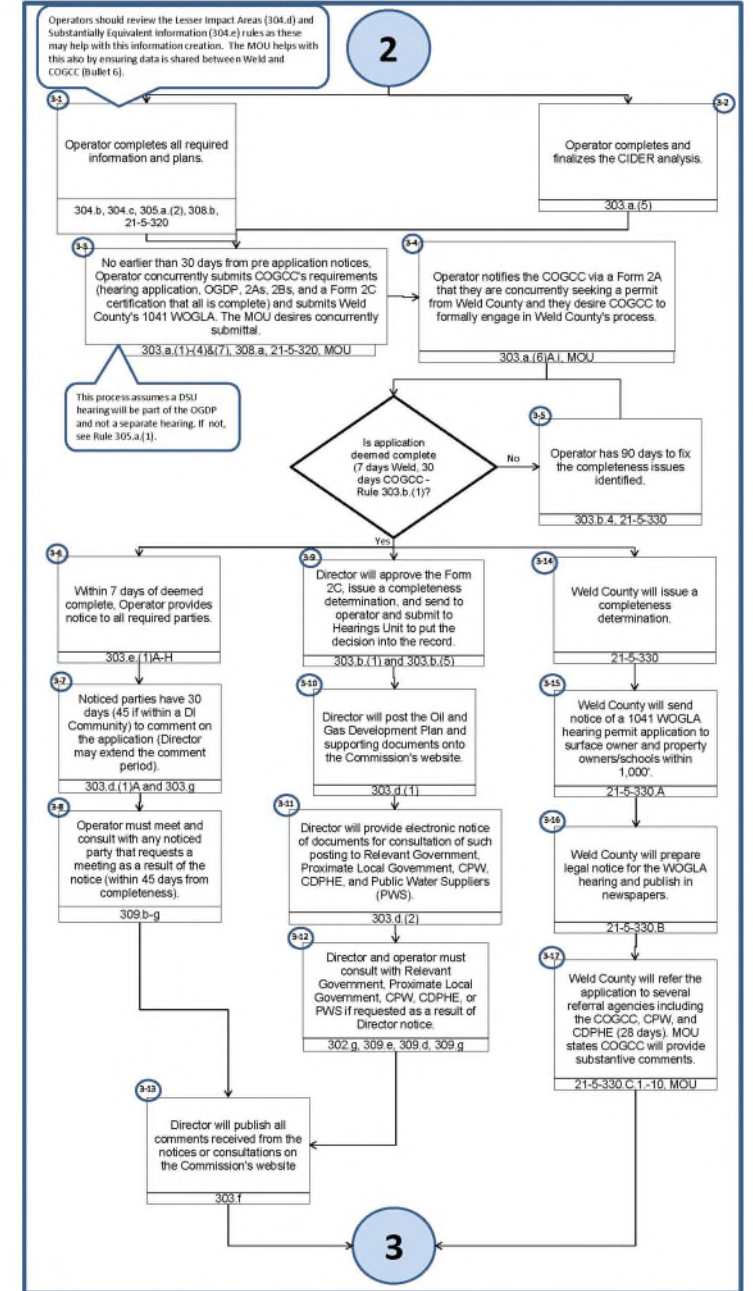 Operators should review the Lesser Impact Areas (304.d) and
Substantially Equivalent Information (304.e) rules as these
may help with this information creation. The MOU helps with
this also by ensuring data is shared between Weld and
COGCC (Bullet 6).
2
3-1
Operator completes all required
information and plans.
304.b, 304.c, 305.a.(2), 308.b,
21-5-320
3-2
Operator completes and
finalizes the CIDER analysis.
303.a.(5)
3-3
No earlier than 30 days from pre application notices,
Operator concurrently submits COGCC's requirements
(hearing application, OGDP, 2As, 2Bs, and a Form 2C
certification that all is complete) and submits Weld
County's 1041 WOGLA. The MOU desires concurrently
submittal.
303.a.(1)-(4)&(7), 308.a, 21-5-320, MOU
3-4
Operator notifies the COGCC via a Form 2A
that they are concurrently seeking a permit
from Weld County and they desire COGCC to
formally engage in Weld County's process.
303.a.(6)A.i, MOU
This process assumes a DSU
hearing will be part of the OGDP
and not a separate hearing. If not,
see Rule 305.a.(1).
Is application
deemed complete
(7 days Weld, 30
days COGCC -
Rule 303.b.(1)?
No
3-5
Operator has 90 days to fix
the completeness issues
identified.
303.b.4, 21-5-330
Yes
3-6
Within 7 days of deemed
complete, Operator provides
notice to all required parties.
303.e.(1)A-H
3-7
Noticed parties have 30
days (45 if within a DI
Community) to comment on
the application (Director
may extend the comment
period).
303.d.(1)A and 303.g
3-8
Operator must meet and
consult with any noticed
party that requests a
meeting as a result of the
notice (within 45 days from
completeness).
309.b-g
3-9
Director will approve the Form
2C, issue a completeness
determination, and send to
operator and submit to
Hearings Unit to put the
decision into the record.
303.b.(1) and 303.b.(5)
3-10
Director will post the Oil and
Gas Development Plan and
supporting documents onto
the Commission's website.
303.d.(1)
3-11
Director will provide electronic notice
of documents for consultation of such
posting to Relevant Government,
Proximate Local Government, CPW,
CDPHE, and Public Water Suppliers
(PWS).
303.d.(2)
3-12
Director and operator must
consult with Relevant
Government, Proximate Local
Government, CPW, CDPHE, or
PWS if requested as a result of
Director notice.
302.g, 309.e, 309.d, 309.g
3-13
Director will publish all
comments received from the
notices or consultations on
the Commission's website
303.f
3-14
Weld County will issue a
completeness
determination.
21-5-330
3-15
Weld County will send
notice of a 1041 WOGLA
hearing permit application to
surface owner and property
owners/schools within
1,000'.
21-5-330.A
3-16
Weld County will prepare
legal notice for the WOGLA
hearing and publish in
newspapers.
21-5-330.B
3-17
Weld County will refer the
application to several
referral agencies including
the COGCC, CPW, and
CDPHE (28 days). MOU
states COGCC will provide
substantive comments.
21-5-330.C.1.-10, MOU
3